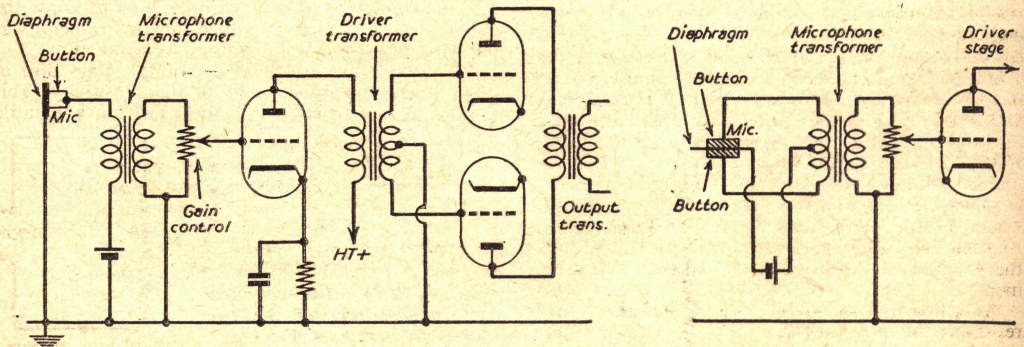 Diaphragm
Button
Microphone
transformer
Mic
Gain
control
Driver
transformer
HT+
Output
trans.
Diaphragm
Button
Mic.
Button
Microphone
transformer
Driver
stage